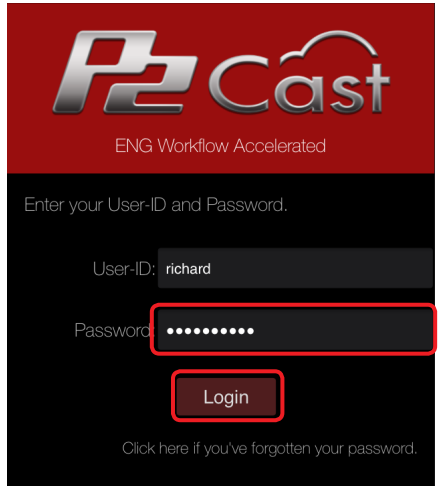 P2 Cast
ENG Workflow Accelerated
Enter your User-ID and Password.
User-ID: richard
Password: ••••••••••
Login
Click here if you've forgotten your password.